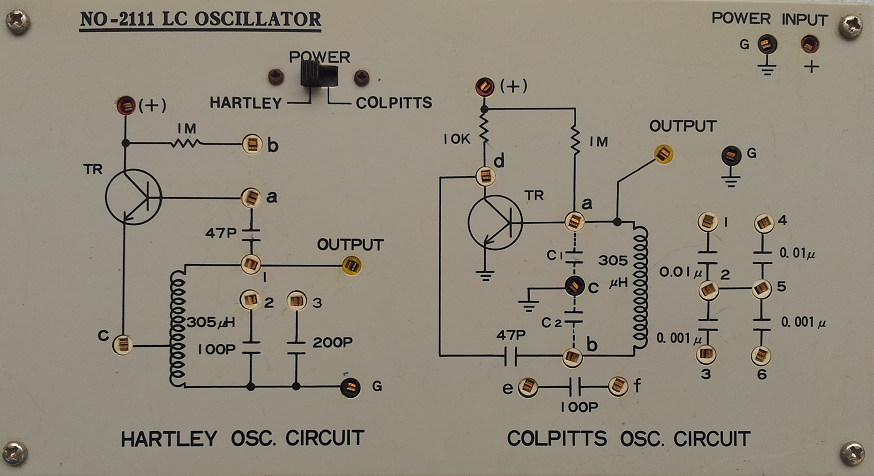 NO-2111 LC OSCILLATOR
POWER
HARTLEY
COLPITTS
POWER INPUT
G
+
(+)
1M
b
TR
a
47P
OUTPUT
1
2
3
305μH
C
100P
200P
G
HARTLEY OSC. CIRCUIT
(+)
10K
1M
d
OUTPUT
G
TR
a
C1
305
μH
C
C2
47P
b
e
f
100P
1
4
0.01μ
0.01μ
2
5
0.001μ
0.001μ
3
6
COLPITTS OSC. CIRCUIT